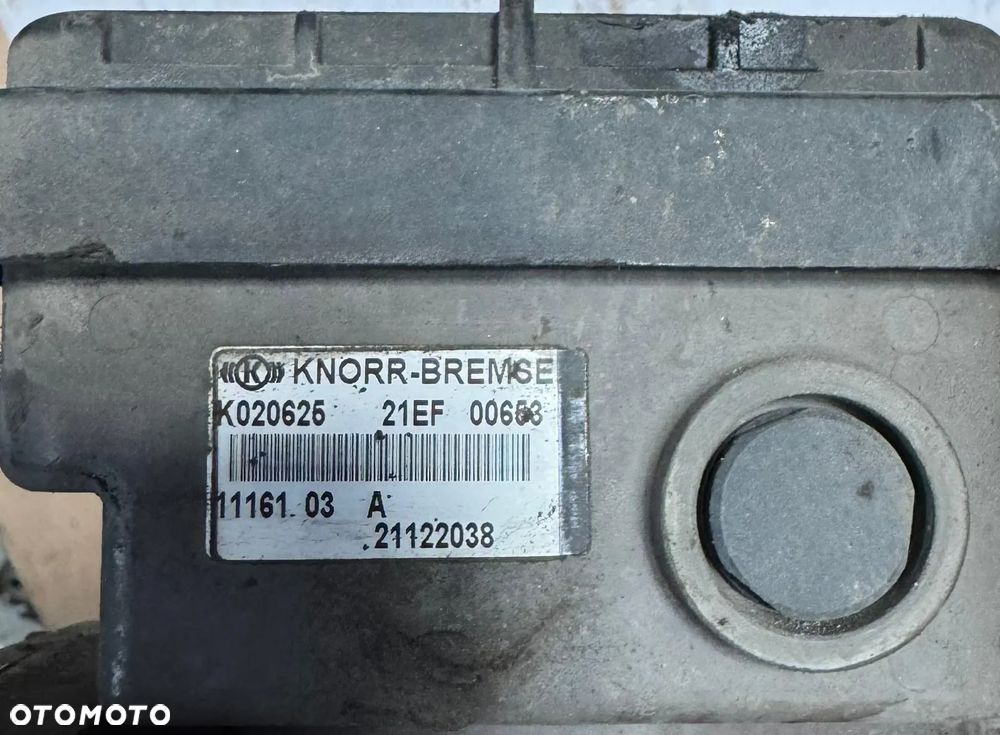 K KNORR-BREMSE
K020625 21EF 00653
11161 03 A
21122038
OTOMOTO